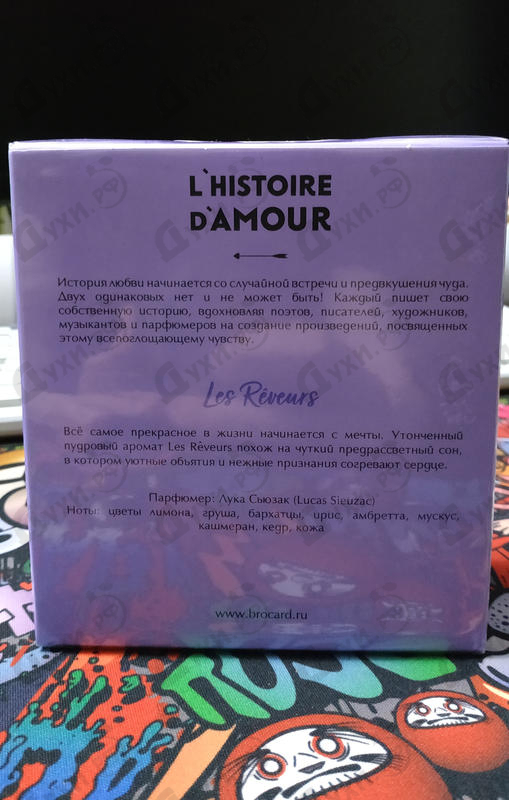 L`HISTOIRE
D`AMOUR
История любви начинается со случайной встречи и предвкушения чуда.
Двух одинаковых нет и не может быть! Каждый пишет свою
собственную историю, вдохновляя поэтов, писателей, художников,
музыкантов и парфюмеров на создание произведений, посвященных
этому всепоглощающему чувству.
Les Rêveurs
Всё самое прекрасное в жизни начинается с мечты. Утонченный
пудровый аромат Les Rêveurs похож на чуткий предрассветный сон,
в котором уютные объятия и нежные признания согревают сердце.
Парфюмер: Лука Сьюзак (Lucas Sieuzac)
Ноты: цветы лимона, груша, бархатцы, ирис, амбретта, мускус,
кашмеран, кедр, кожа
www.brocard.ru